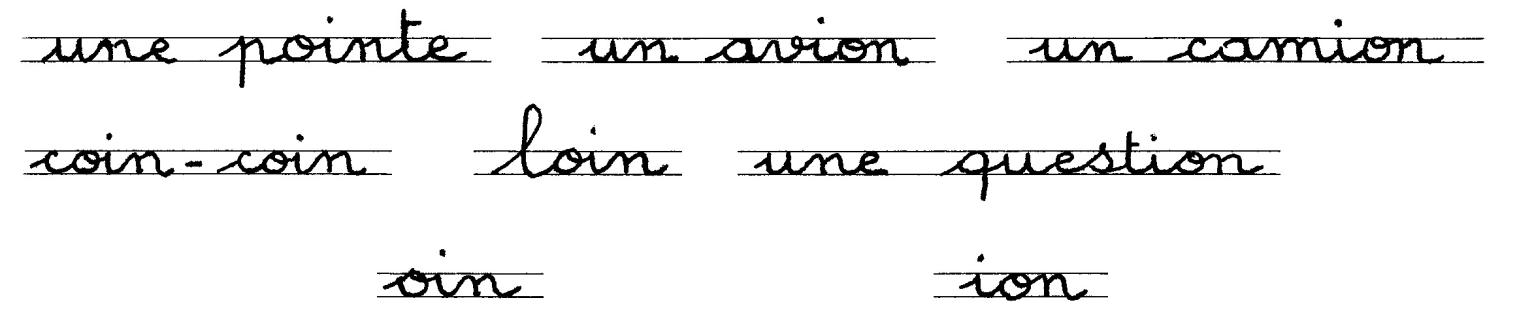 une pointe un avion un camion
coin-coin loin une question
oin ion